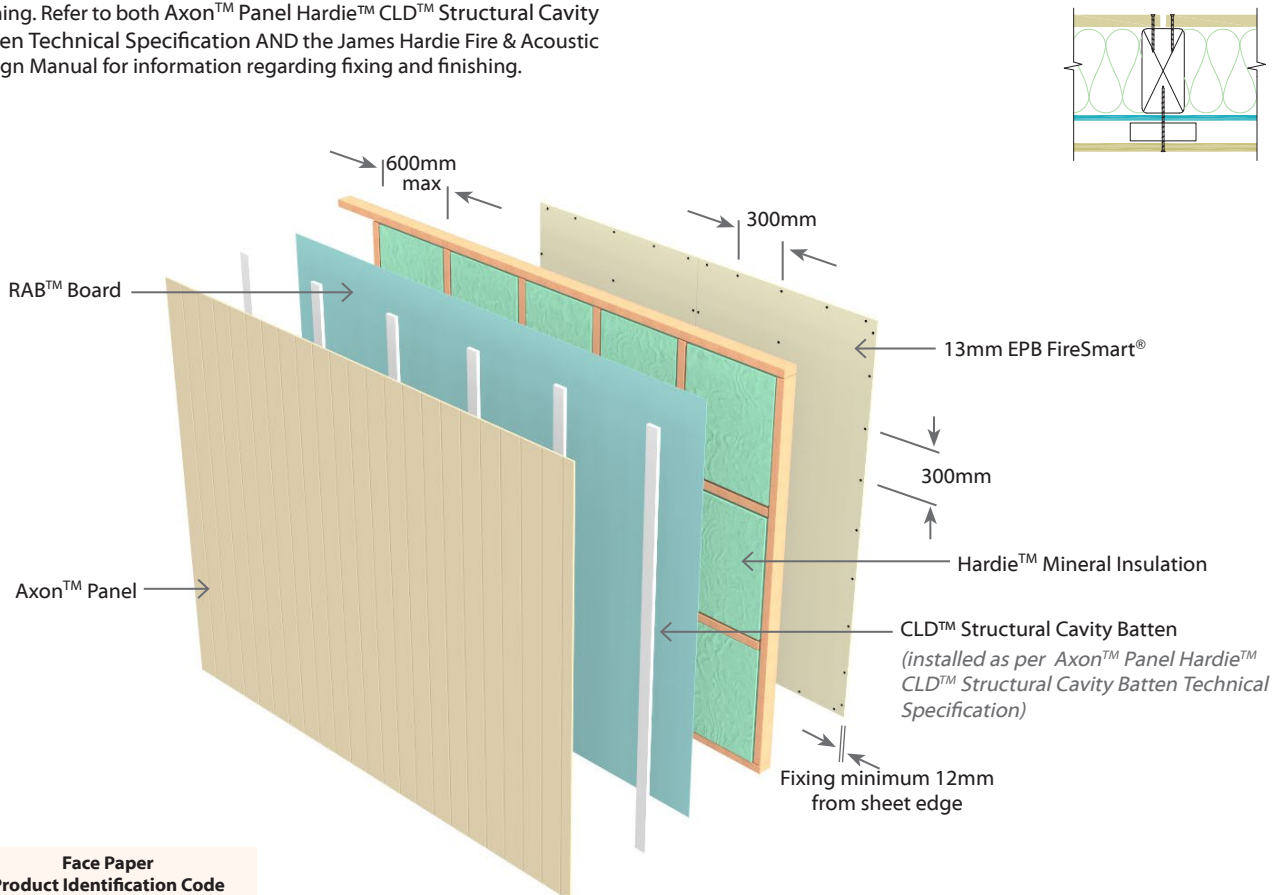 Refer to both Axon™ Panel Hardie™ CLD™ Structural Cavity
Technical Specification AND the James Hardie Fire & Acoustic
Manual for information regarding fixing and finishing.
600mm
max
300mm
RAB™ Board
13mm EPB FireSmart®
300mm
Hardie™ Mineral Insulation
Axon™ Panel
CLD™ Structural Cavity Batten
(installed as per Axon™ Panel Hardie™
CLD™ Structural Cavity Batten Technical
Specification)
Fixing minimum 12mm
from sheet edge
Face Paper
Product Identification Code